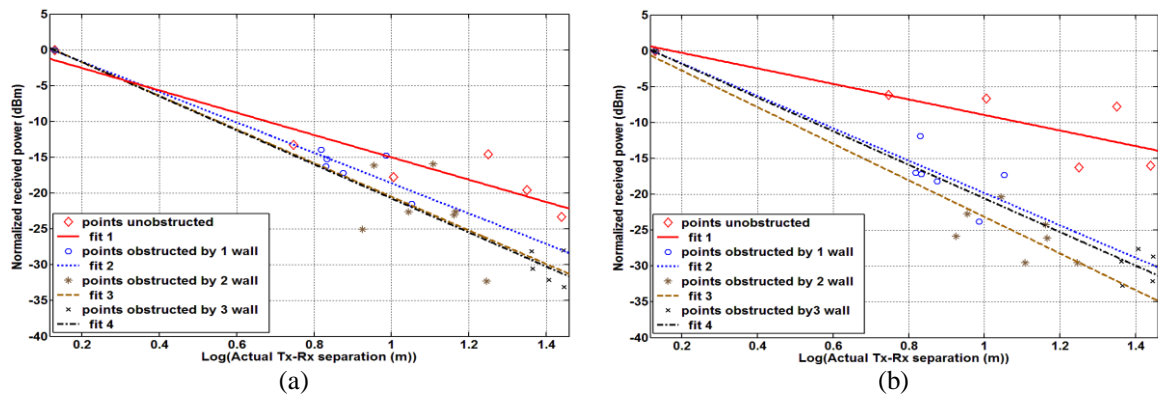 5
0
-5
-10
-15
-20
-25
-30
-35
-40
Normalized received power (dBm)
points unobstructed
fit 1
points obstructed by 1 wall
fit 2
points obstructed by 2 wall
fit 3
points obstructed by 3 wall
fit 4
0.2 0.4 0.6 0.8 1 1.2 1.4
Log(Actual Tx-Rx separation (m))
(a)
5
0
-5
-10
-15
-20
-25
-30
-35
-40
Normalized received power (dBm)
points unobstructed
fit 1
points obstructed by 1 wall
fit 2
points obstructed by 2 wall
fit 3
points obstructed by3 wall
fit 4
0.2 0.4 0.6 0.8 1 1.2 1.4
Log(Actual Tx-Rx separation (m))
(b)